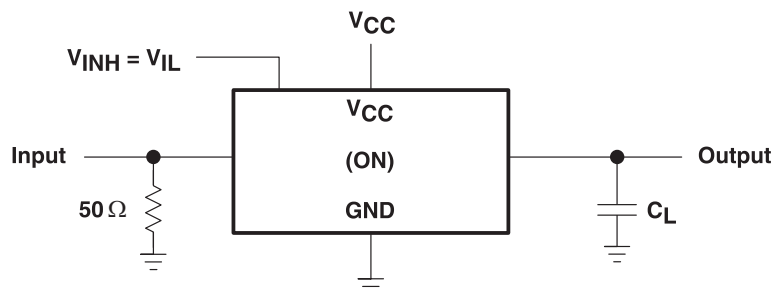 VCC
VINH = VIL
VCC
Input
(ON)
Output
50 Ω
GND
CL